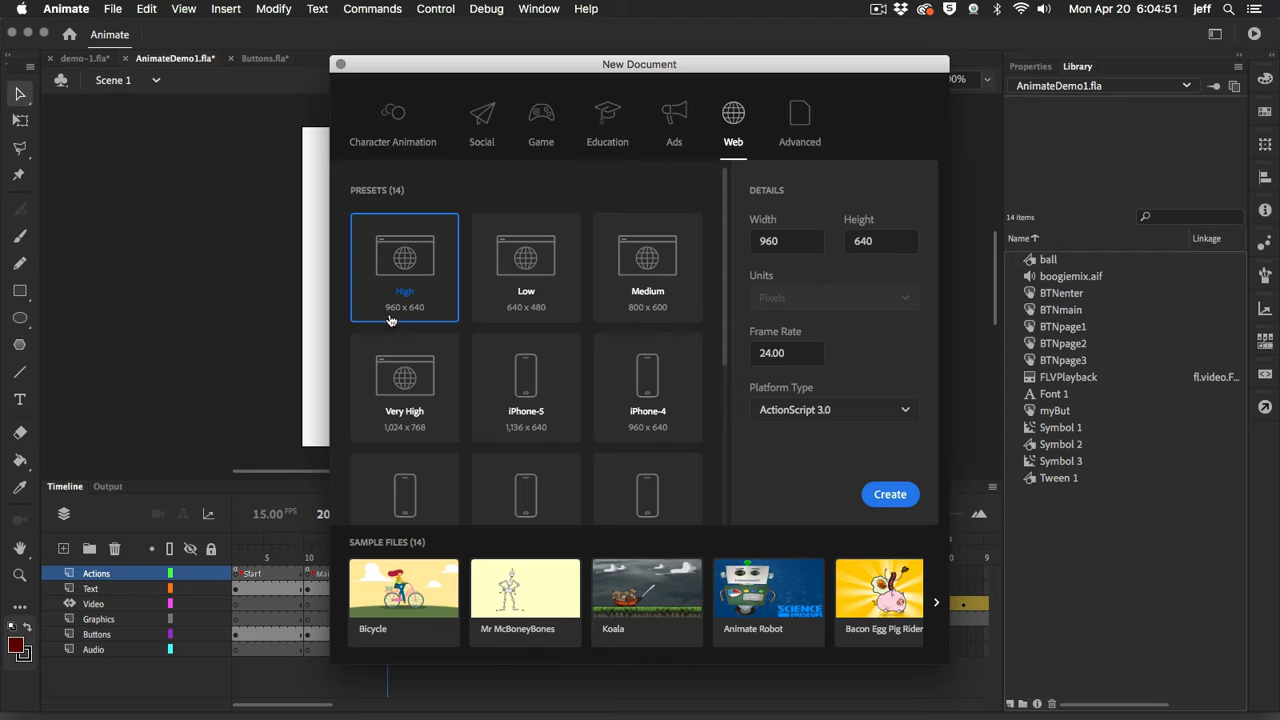 Animate File Edit View Insert Modify Text Commands Control Debug Window Help Mon Apr 20 6:04:51 jeff
Animate
demo-1.fla* AnimateDemo1.fla* Buttons.fla*
Scene 1
New Document
Character Animation Social Game Education Ads Web Advanced
PRESETS (14)
High
960 x 640
Low
640 x 480
Medium
800 x 600
Very High
1,024 x 768
iPhone-5
1,136 x 640
iPhone-4
960 x 640
DETAILS
Width Height
960 640
Units
Pixels
Frame Rate
24.00
Platform Type
ActionScript 3.0
Create
SAMPLE FILES (14)
Bicycle
Mr McBoneyBones
Koala
SCIENCE
MUSEUM
Animate Robot
Bacon Egg Pig Rider
Properties Library
AnimateDemo1.fla
14 items
Name Linkage
ball
boogiemix.aif
BTNenter
BTNmain
BTNpage1
BTNpage2
BTNpage3
FLVPlayback fl.video.F...
Font 1
myBut
Symbol 1
Symbol 2
Symbol 3
Tween 1
Timeline Output
15.00 FPS 20
5 10 9
Actions Start Mai
Text
Video
Graphics
Buttons
Audio